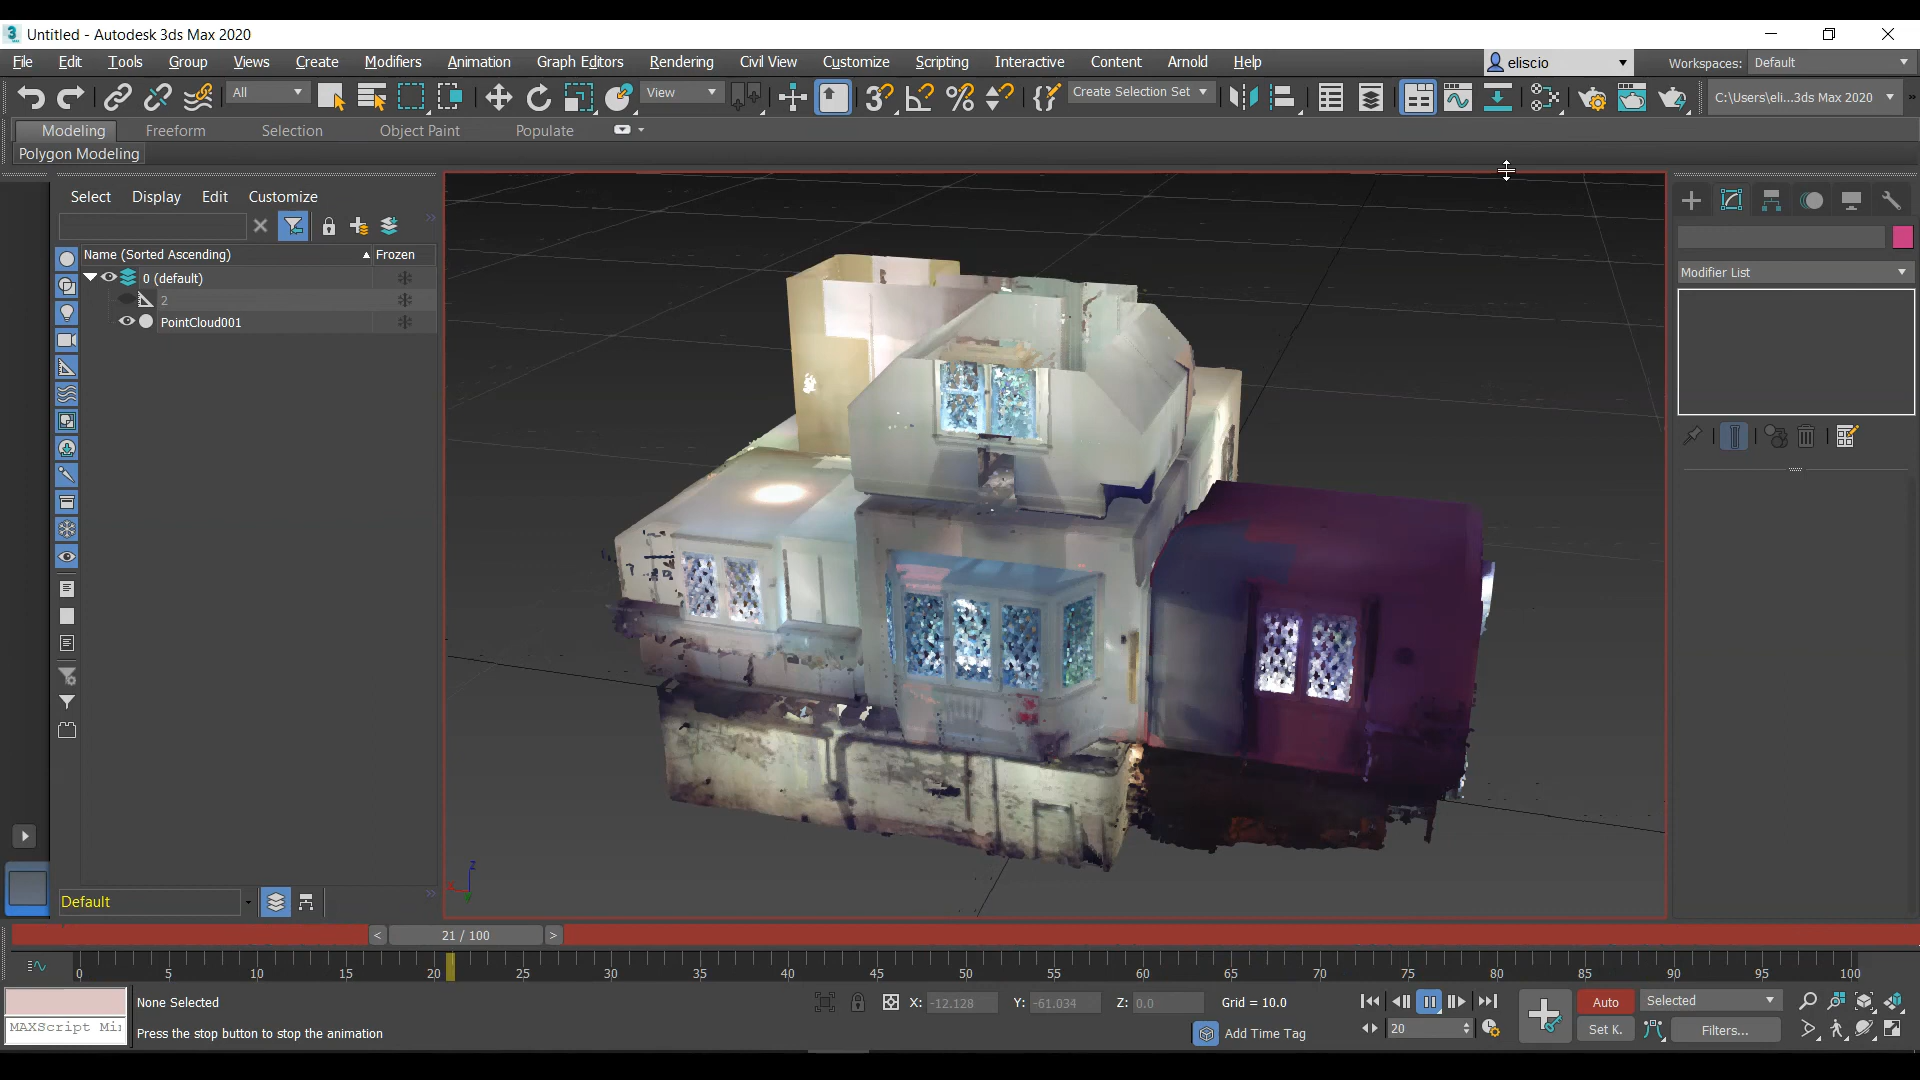 Untitled - Autodesk 3ds Max 2020
File Edit Tools Group Views Create Modifiers Animation Graph Editors Rendering Civil View Customize Scripting Interactive Content Arnold Help
eliscio
Workspaces: Default
All
View
Create Selection Set
C:\Users\eli...3ds Max 2020
Modeling Freeform Selection Object Paint Populate
Polygon Modeling
Select Display Edit Customize
Name (Sorted Ascending) Frozen
0 (default)
2
PointCloud001
Modifier List
Default
< 21 / 100 >
0 5 10 15 20 25 30 35 40 45 50 55 60 65 70 75 80 85 90 95 100
None Selected
X: -12.128 Y: -61.034 Z: 0.0 Grid = 10.0
Auto Selected
MAXScript Mi
Press the stop button to stop the animation
Add Time Tag
20
Set K. Filters...